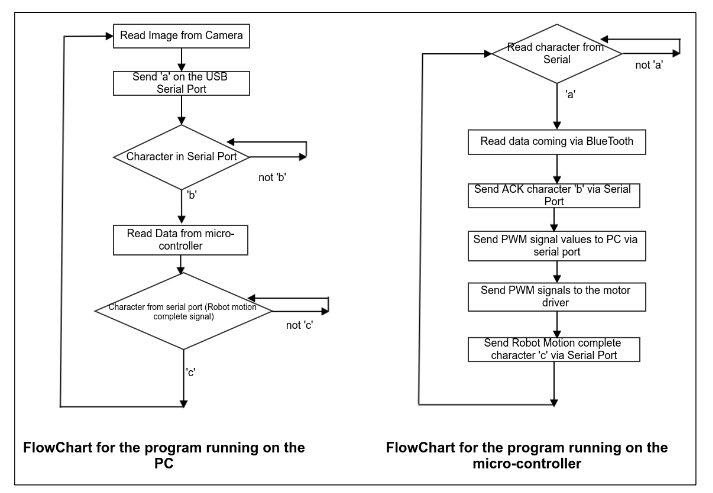 Read Image from Camera
Send 'a' on the USB
Serial Port
Character in Serial Port
not 'b'
'b'
Read Data from micro-
controller
Character from serial port (Robot motion
complete signal)
not 'c'
'c'
FlowChart for the program running on the
PC
Read character from
Serial
not 'a'
'a'
Read data coming via BlueTooth
Send ACK character 'b' via Serial
Port
Send PWM signal values to PC via
serial port
Send PWM signals to the motor
driver
Send Robot Motion complete
character 'c' via Serial Port
FlowChart for the program running on the
micro-controller